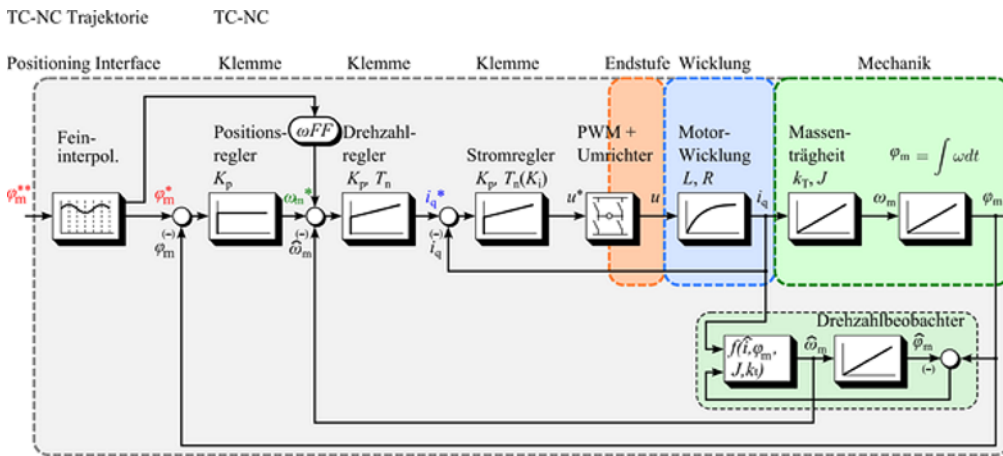 TC-NC Trajektorie TC-NC
Positioning Interface Klemme Klemme Klemme Endstufe Wicklung Mechanik
Fein-
interpol.
φm**
φm*
φm
(-)
ωFF
Positions-
regler
Kp
ωm*
(-)
ω̂m
Drehzahl-
regler
Kp, Tn
iq*
(-)
iq
Stromregler
Kp, Tn(Ki)
u*
PWM +
Umrichter
u
Motor-
Wicklung
L, R
iq
Massen-
trägheit
kT, J
ωm
φm = ∫ ωdt
φm
Drehzahlbeobachter
f(î,φm,
J,kt)
ω̂m
φ̂m
(-)